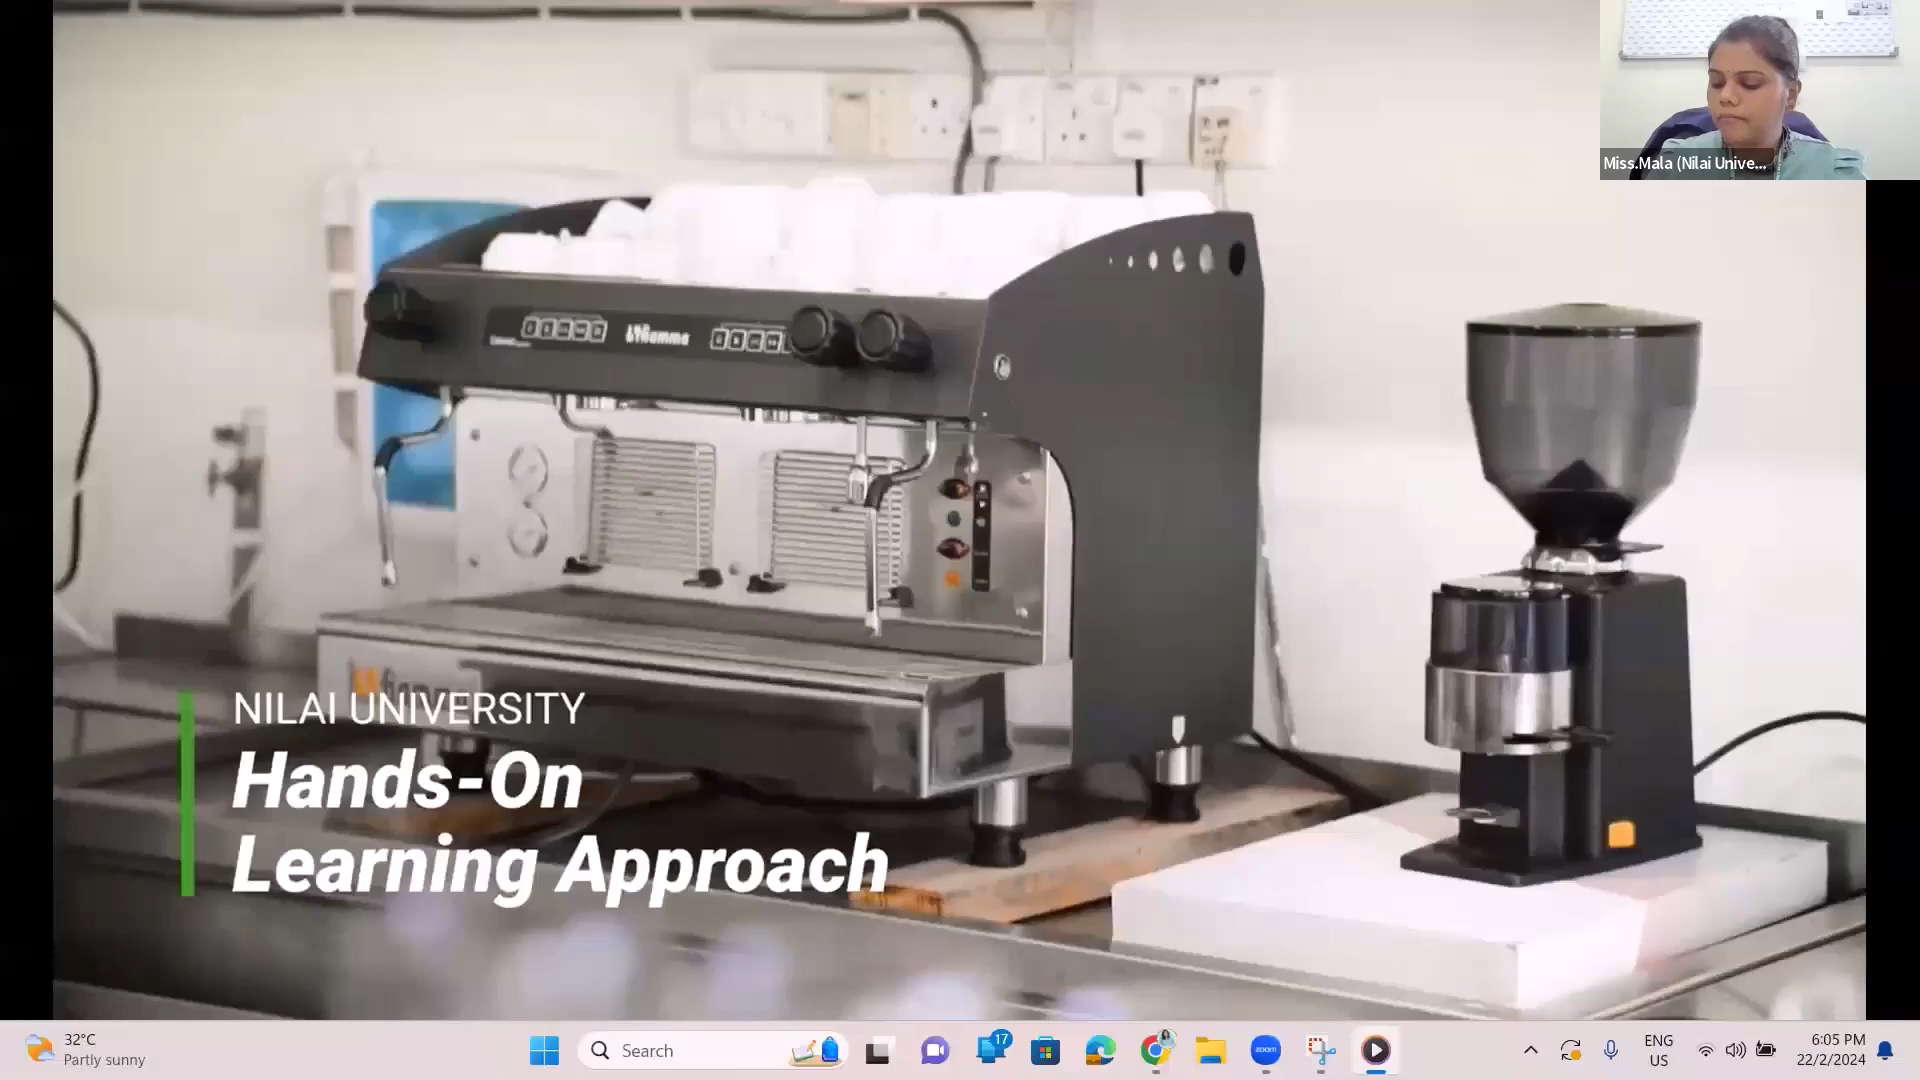 Miss.Mala (Nilai Unive...
NILAI UNIVERSITY
Hands-On
Learning Approach
32°C
Partly sunny
Search
17
zoom
ENG
US
6:05 PM
22/2/2024